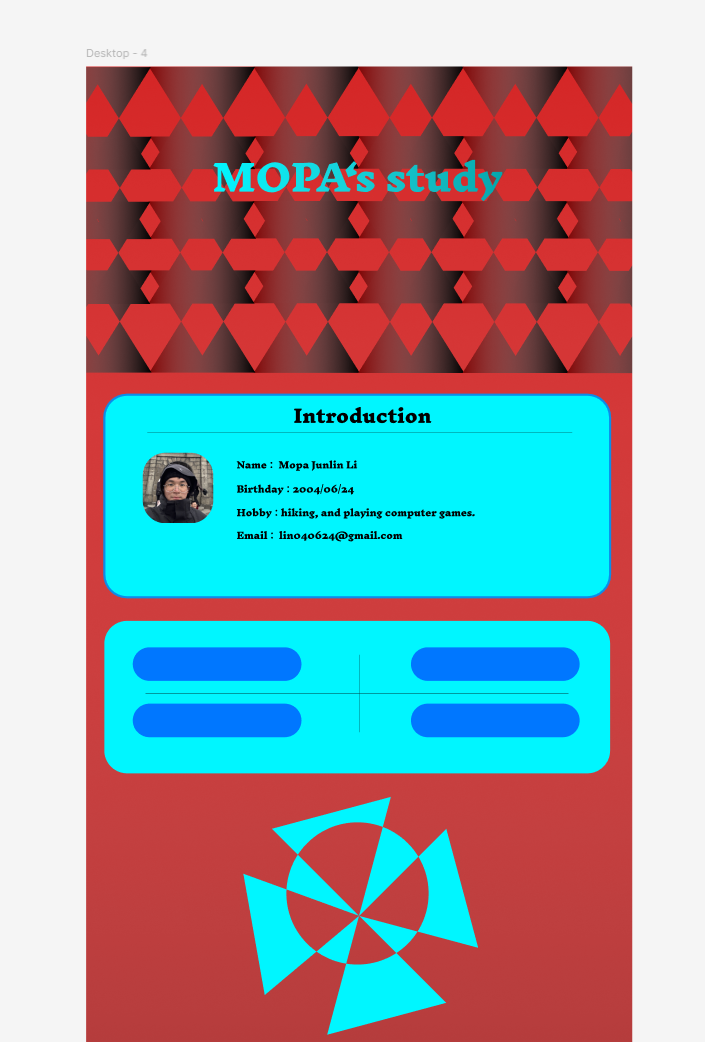 Desktop - 4
MOPA‘s study
Introduction
Name： Mopa Junlin Li
Birthday：2004/06/24
Hobby：hiking, and playing computer games.
Email： lin040624@gmail.com